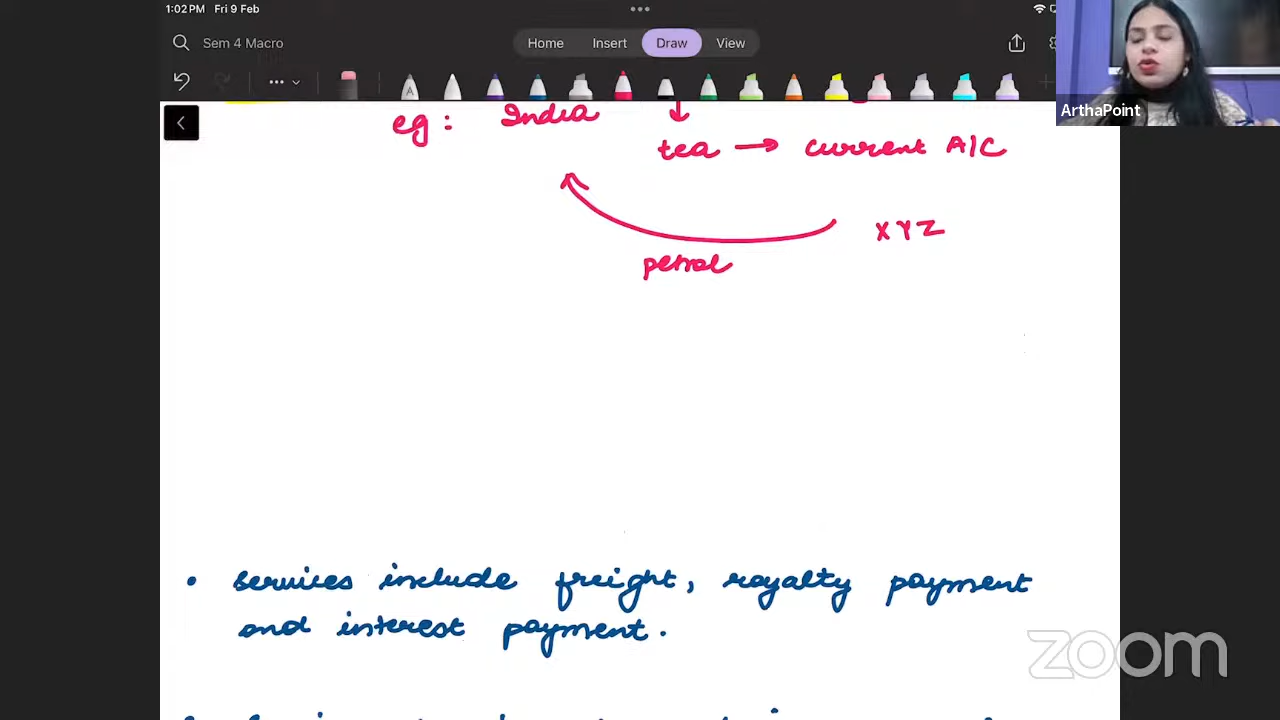 1:02 PM Fri 9 Feb
Sem 4 Macro
Home Insert Draw View
A
ArthaPoint
eg : India
tea → current A/C
XYZ
petrol
• services include freight, royalty payment
and interest payment.
zoom